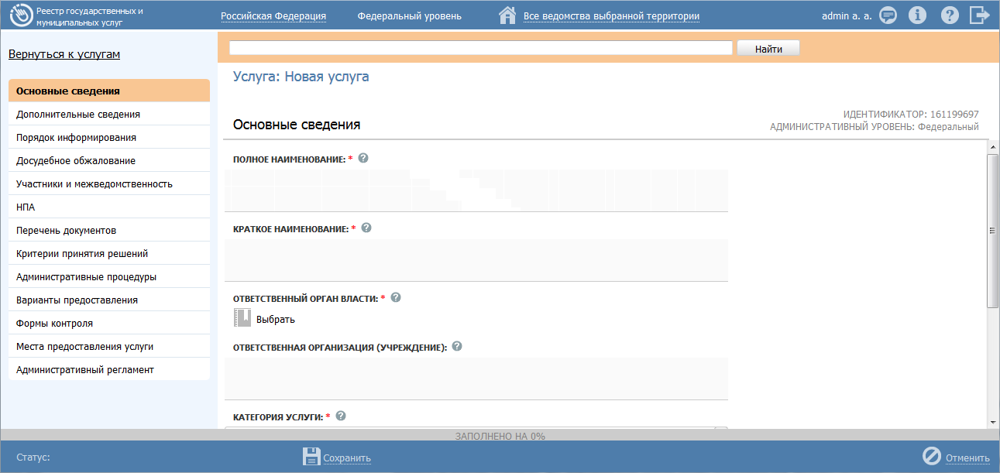 Реестр государственных и
муниципальных услуг
Российская Федерация
Федеральный уровень
Все ведомства выбранной территории
admin a. a.
Вернуться к услугам
Найти
Основные сведения
Дополнительные сведения
Порядок информирования
Досудебное обжалование
Участники и межведомственность
НПА
Перечень документов
Критерии принятия решений
Административные процедуры
Варианты предоставления
Формы контроля
Места предоставления услуги
Административный регламент
Услуга: Новая услуга
Основные сведения
ИДЕНТИФИКАТОР: 161199697
АДМИНИСТРАТИВНЫЙ УРОВЕНЬ: Федеральный
ПОЛНОЕ НАИМЕНОВАНИЕ: * ?
КРАТКОЕ НАИМЕНОВАНИЕ: * ?
ОТВЕТСТВЕННЫЙ ОРГАН ВЛАСТИ: * ?
Выбрать
ОТВЕТСТВЕННАЯ ОРГАНИЗАЦИЯ (УЧРЕЖДЕНИЕ): ?
КАТЕГОРИЯ УСЛУГИ: * ?
ЗАПОЛНЕНО НА 0%
Статус:
Сохранить
Отменить